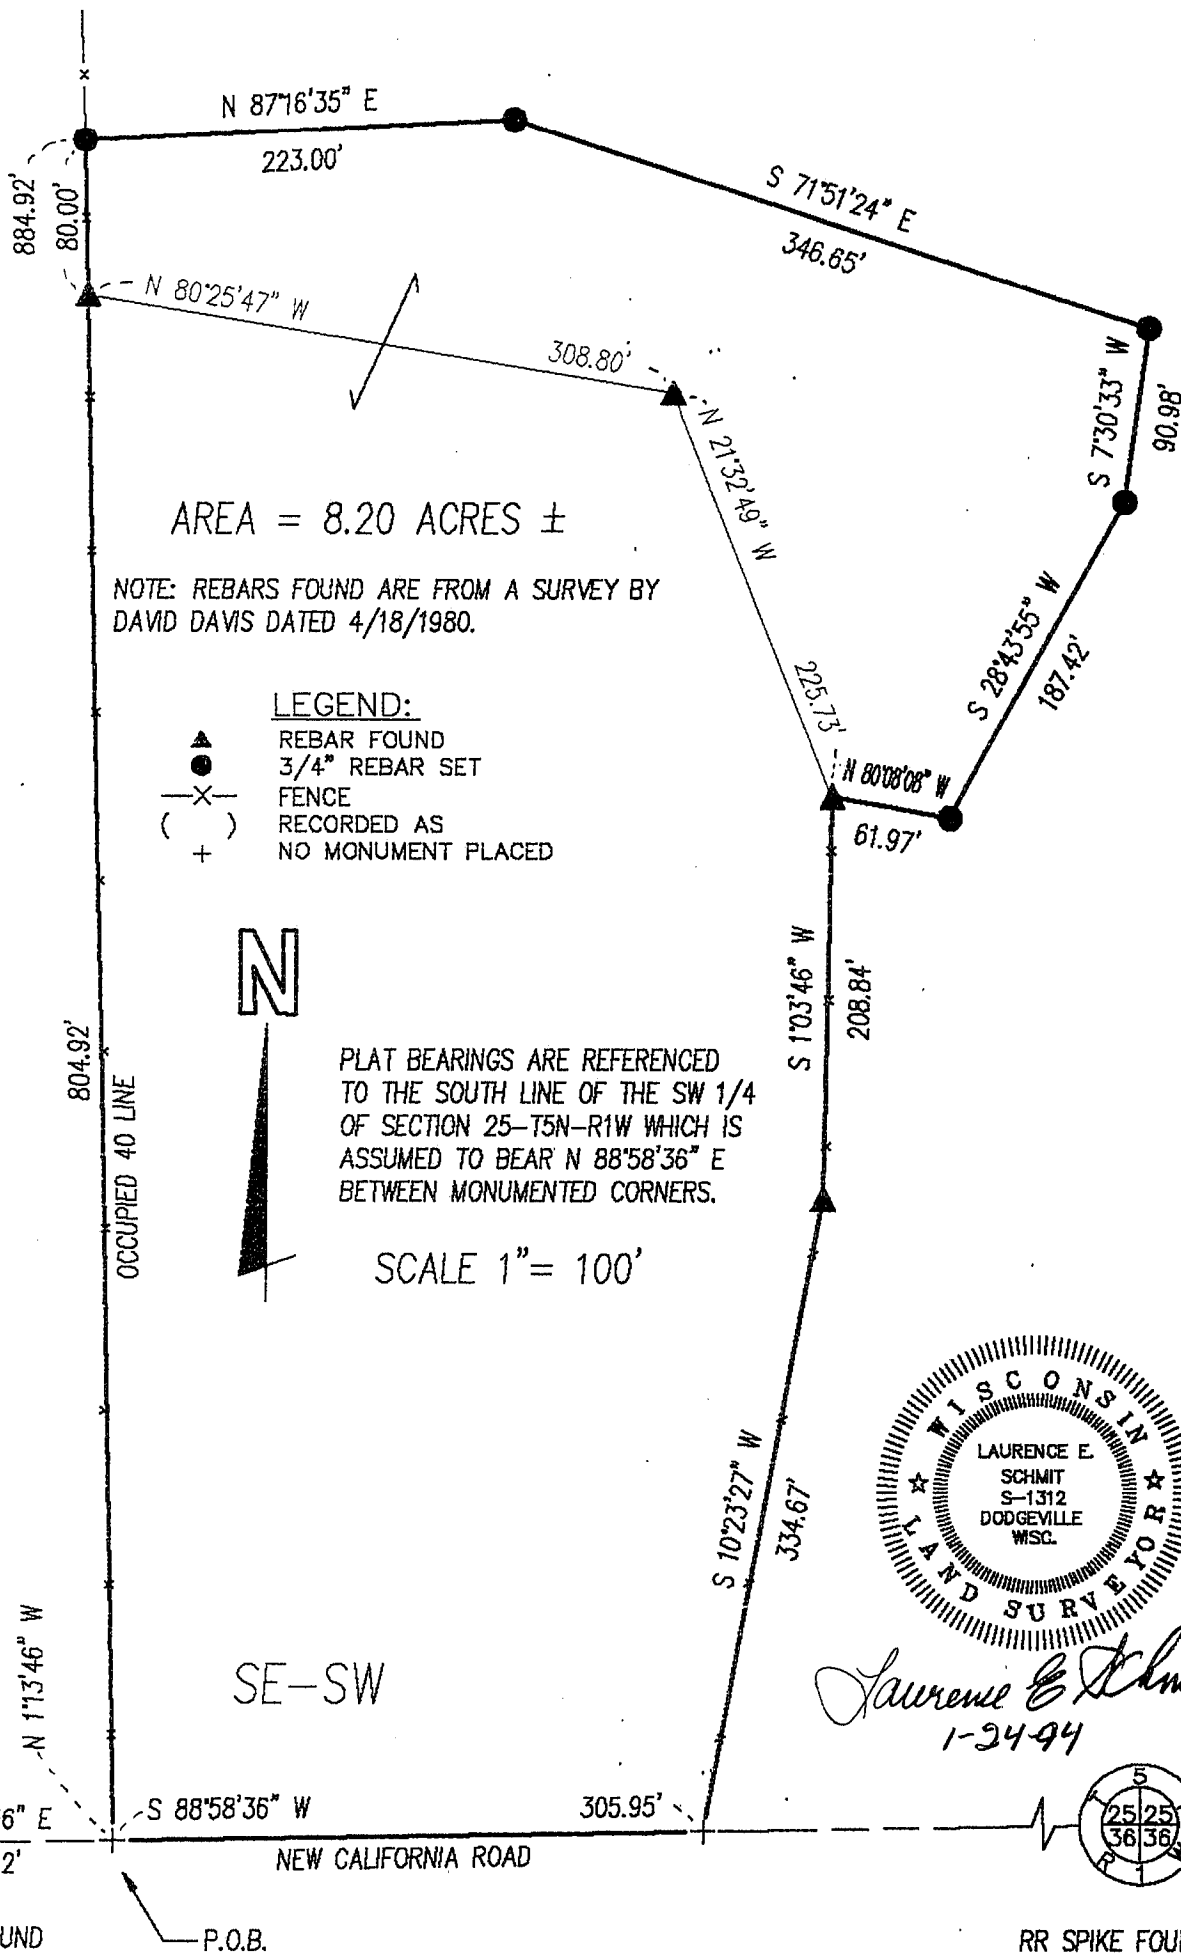 N 87°16'35" E
223.00'
884.92'
80.00'
S 71°51'24" E
346.65'
N 80°25'47" W
308.80'
S 7°30'33" W
90.98'
N 21°32'49" W
225.73'
AREA = 8.20 ACRES ±
NOTE: REBARS FOUND ARE FROM A SURVEY BY
DAVID DAVIS DATED 4/18/1980.
S 28°43'55" W
187.42'
LEGEND:
REBAR FOUND
3/4" REBAR SET
—X— FENCE
( ) RECORDED AS
+ NO MONUMENT PLACED
N 80°08'08" W
61.97'
N
S 1°03'46" W
208.84'
804.92'
OCCUPIED 40 LINE
PLAT BEARINGS ARE REFERENCED
TO THE SOUTH LINE OF THE SW 1/4
OF SECTION 25-T5N-R1W WHICH IS
ASSUMED TO BEAR N 88°58'36" E
BETWEEN MONUMENTED CORNERS.
SCALE 1"= 100'
S 10°23'27" W
334.67'
WISCONSIN
LAND SURVEYOR
LAURENCE E.
SCHMIT
S-1312
DODGEVILLE
WISC.
Laurence E Schm
1-24-94
N 1°13'46" W
SE-SW
6" E
2'
S 88°58'36" W
305.95'
NEW CALIFORNIA ROAD
5
25 25
36 36
R
1
UND
P.O.B.
RR SPIKE FOU